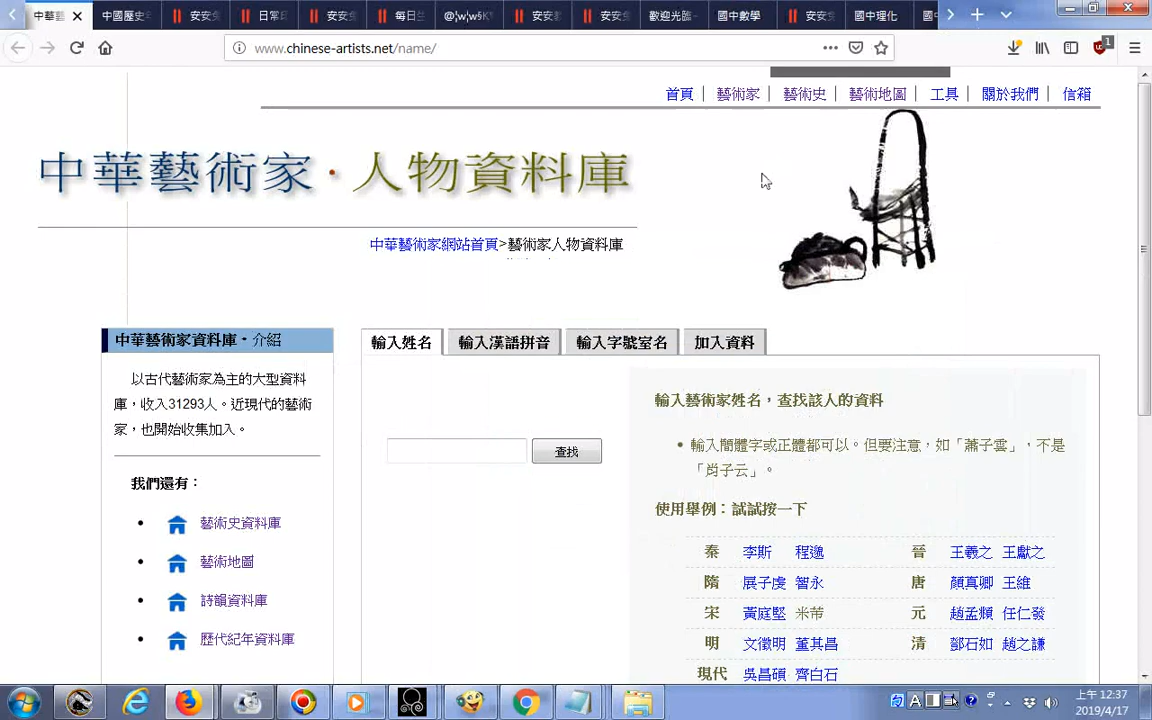 中華藝
中國歷史
安安免
日常用
安安免
每日兰
@¦w¦w§K
安安教
安安免
歡迎光臨
國中數學
安安免
國中理化
國中
www.chinese-artists.net/name/
1
首頁 | 藝術家 | 藝術史 | 藝術地圖 | 工具 | 關於我們 | 信箱
中華藝術家・人物資料庫
中華藝術家網站首頁>藝術家人物資料庫
中華藝術家資料庫・介紹
以古代藝術家為主的大型資料
庫，收入31293人。近現代的藝術
家，也開始收集加入。
我們還有：
藝術史資料庫
藝術地圖
詩韻資料庫
歷代紀年資料庫
輸入姓名
輸入漢語拼音
輸入字號室名
加入資料
查找
輸入藝術家姓名，查找該人的資料
• 輸入簡體字或正體都可以。但要注意，如「蕭子雲」，不是
「肖子云」。
使用舉例：試試按一下
秦 李斯 程邈 晉 王羲之 王獻之
隋 展子虔 智永 唐 顏真卿 王維
宋 黃庭堅 米芾 元 趙孟頫 任仁發
明 文徵明 董其昌 清 鄧石如 趙之謙
現代 吳昌碩 齊白石
上午 12:37
2019/4/17